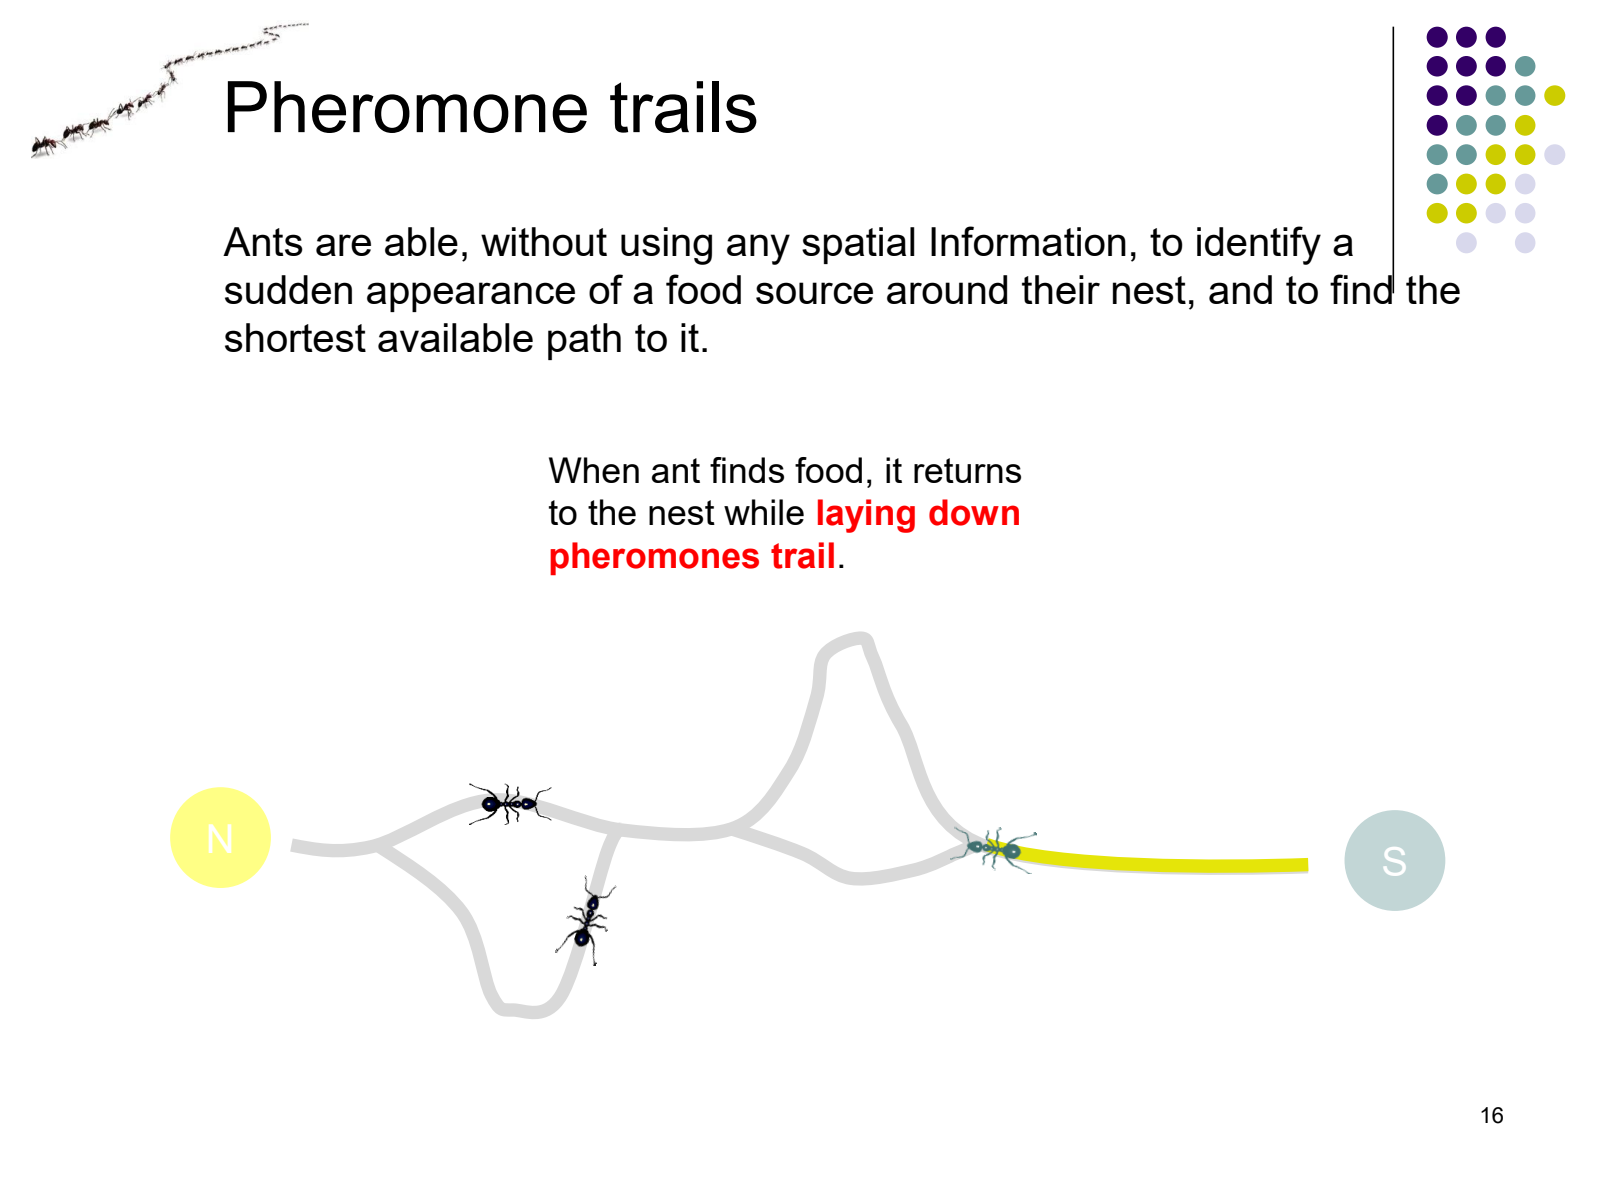 Pheromone trails
Ants are able, without using any spatial Information, to identify a
sudden appearance of a food source around their nest, and to find the
shortest available path to it.
When ant finds food, it returns
to the nest while laying down
pheromones trail.
N
S
16